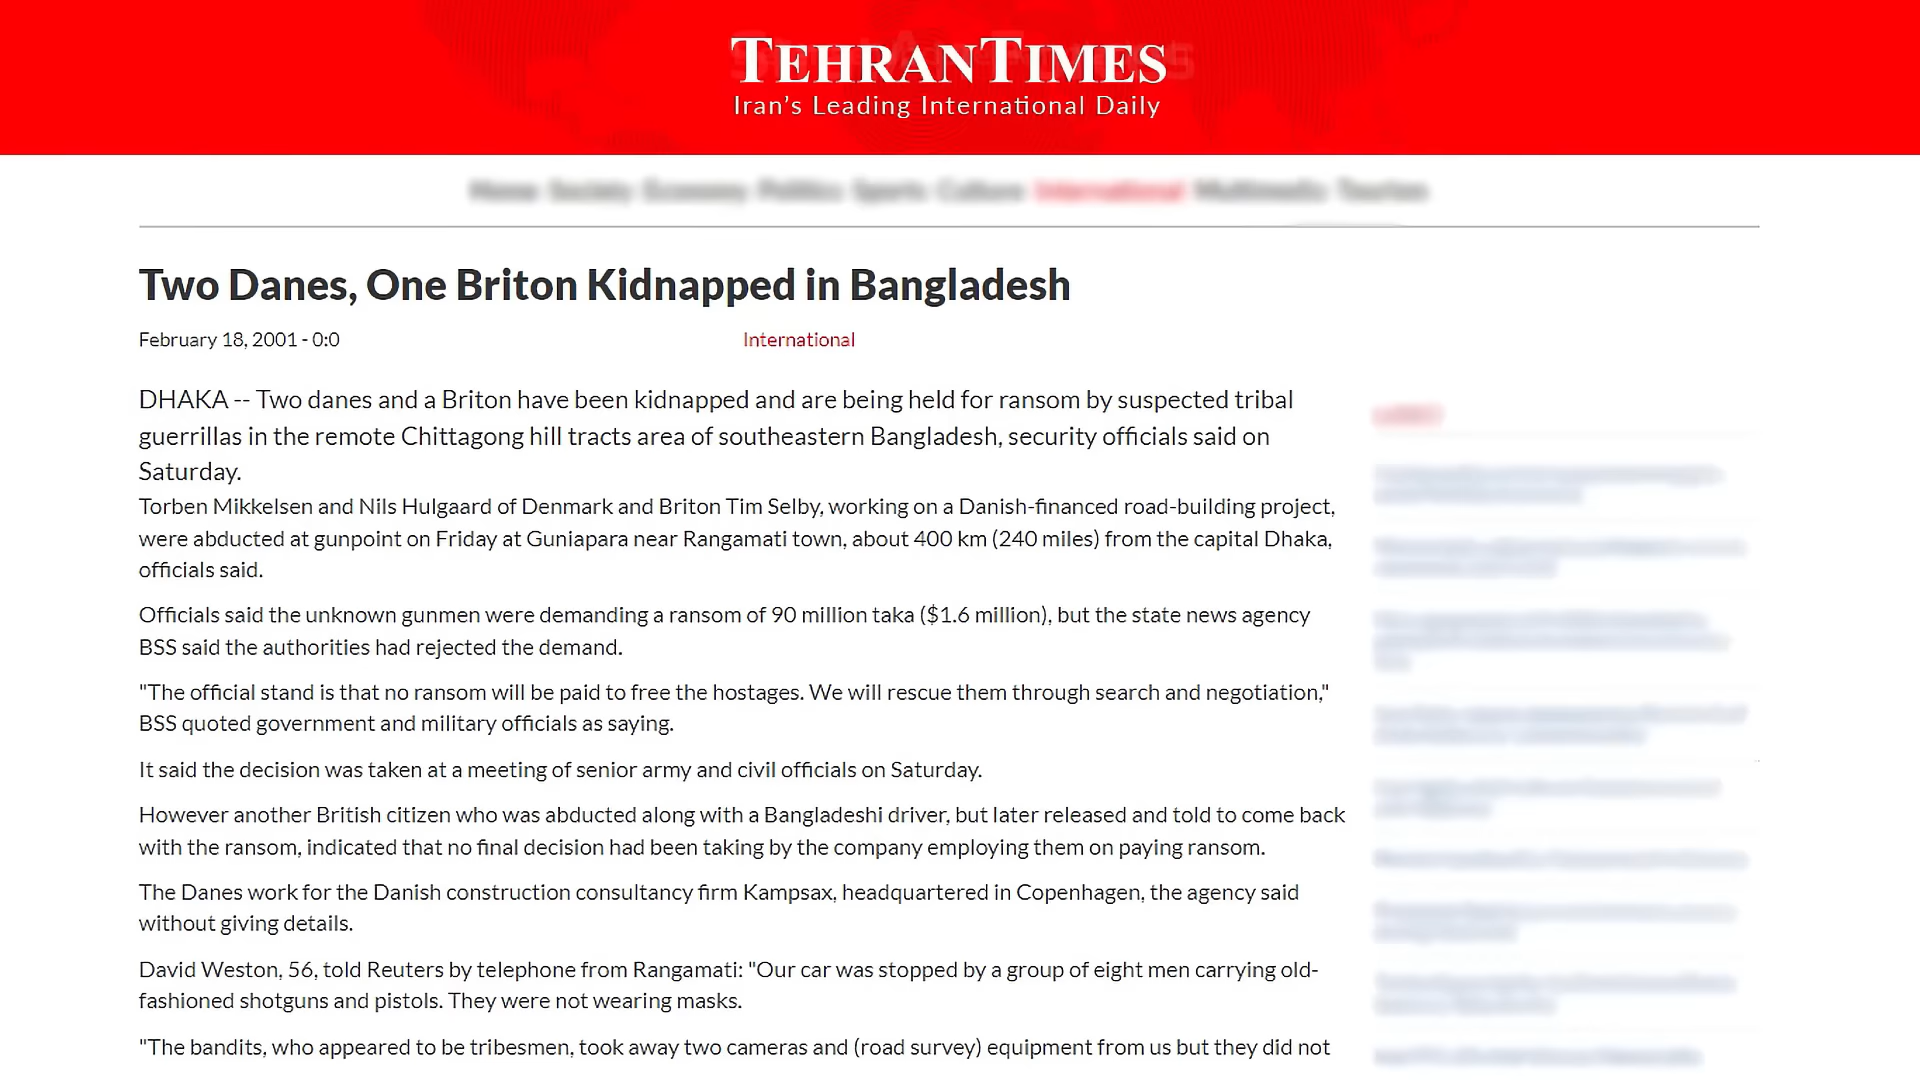 TEHRANTIMES
Iran's Leading International Daily
Home Society Economy Politics Sports Culture International Multimedia Tourism
Two Danes, One Briton Kidnapped in Bangladesh
February 18, 2001 - 0:0
International
DHAKA -- Two danes and a Briton have been kidnapped and are being held for ransom by suspected tribal
guerrillas in the remote Chittagong hill tracts area of southeastern Bangladesh, security officials said on
Saturday.
Torben Mikkelsen and Nils Hulgaard of Denmark and Briton Tim Selby, working on a Danish-financed road-building project,
were abducted at gunpoint on Friday at Guniapara near Rangamati town, about 400 km (240 miles) from the capital Dhaka,
officials said.
Officials said the unknown gunmen were demanding a ransom of 90 million taka ($1.6 million), but the state news agency
BSS said the authorities had rejected the demand.
"The official stand is that no ransom will be paid to free the hostages. We will rescue them through search and negotiation,"
BSS quoted government and military officials as saying.
It said the decision was taken at a meeting of senior army and civil officials on Saturday.
However another British citizen who was abducted along with a Bangladeshi driver, but later released and told to come back
with the ransom, indicated that no final decision had been taking by the company employing them on paying ransom.
The Danes work for the Danish construction consultancy firm Kampsax, headquartered in Copenhagen, the agency said
without giving details.
David Weston, 56, told Reuters by telephone from Rangamati: "Our car was stopped by a group of eight men carrying old-
fashioned shotguns and pistols. They were not wearing masks.
"The bandits, who appeared to be tribesmen, took away two cameras and (road survey) equipment from us but they did not